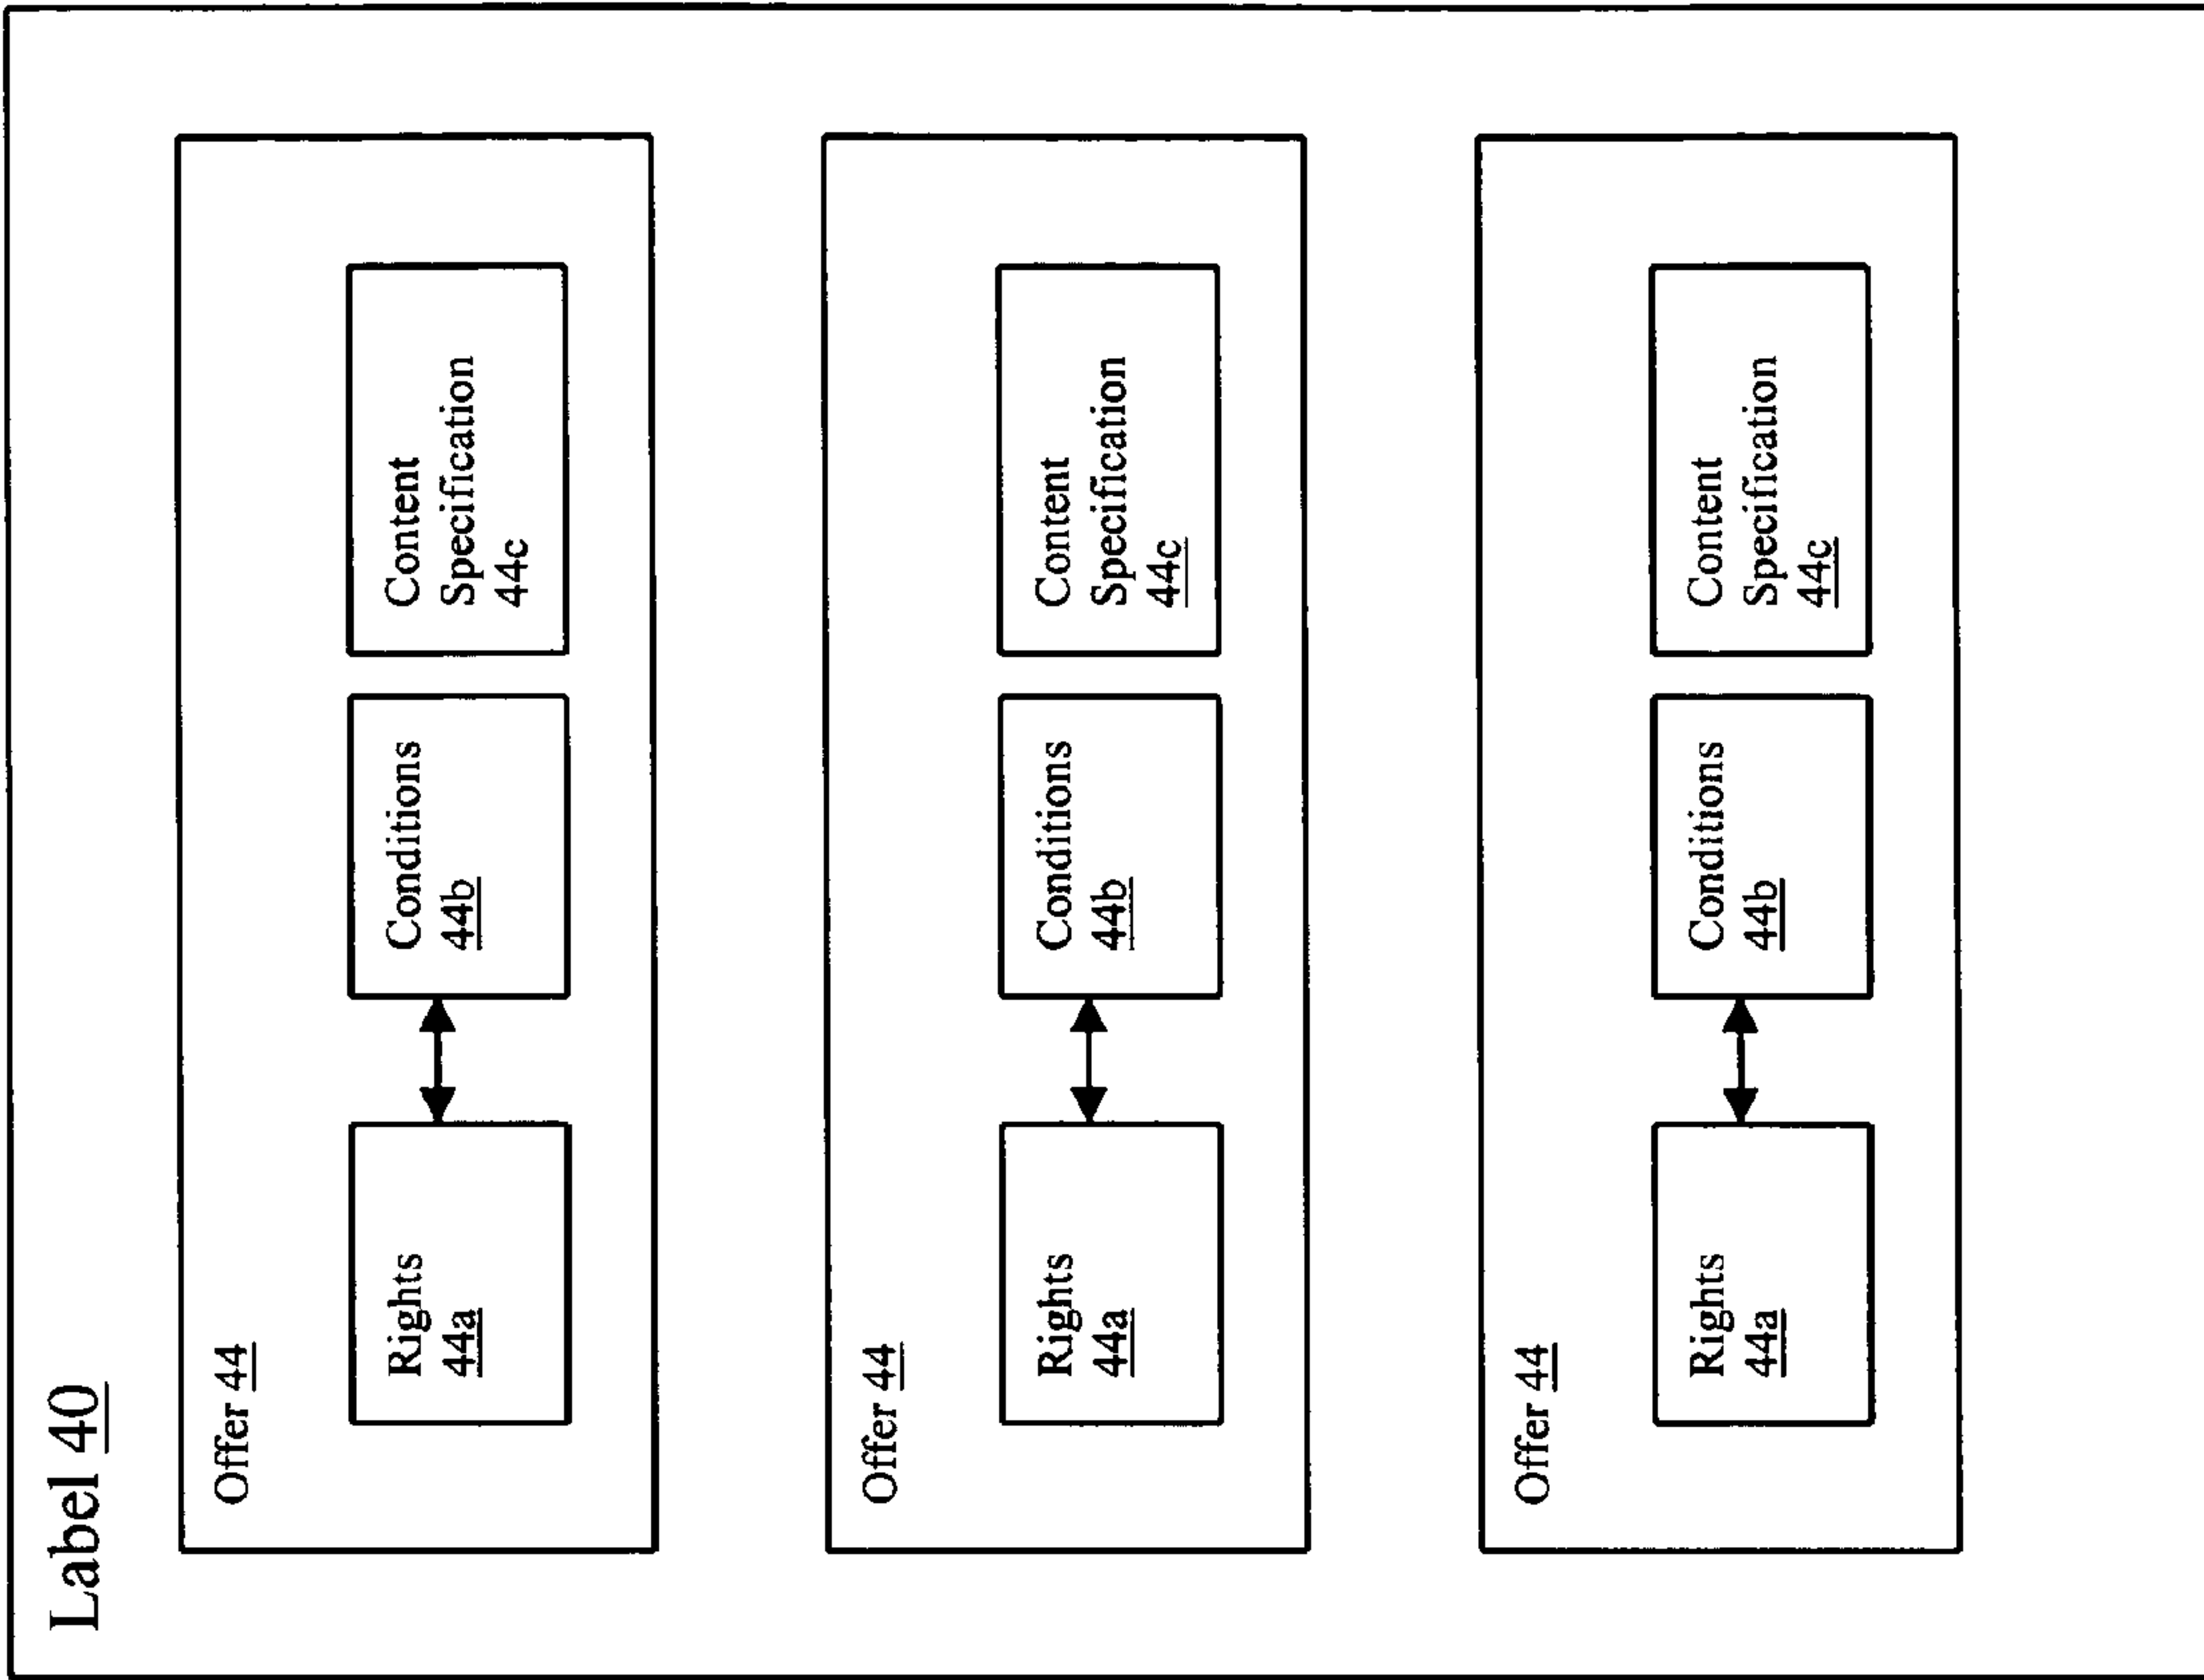 Label 40
Offer 44
Rights
44a
Conditions
44b
Content
Specification
44c
Offer 44
Rights
44a
Conditions
44b
Content
Specification
44c
Offer 44
Rights
44a
Conditions
44b
Content
Specification
44c